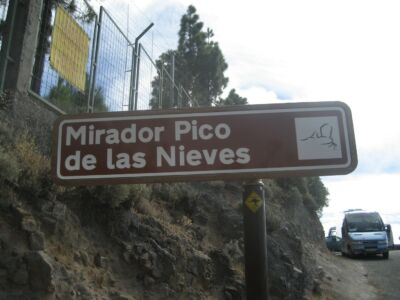 Mirador Pico
de las Nieves